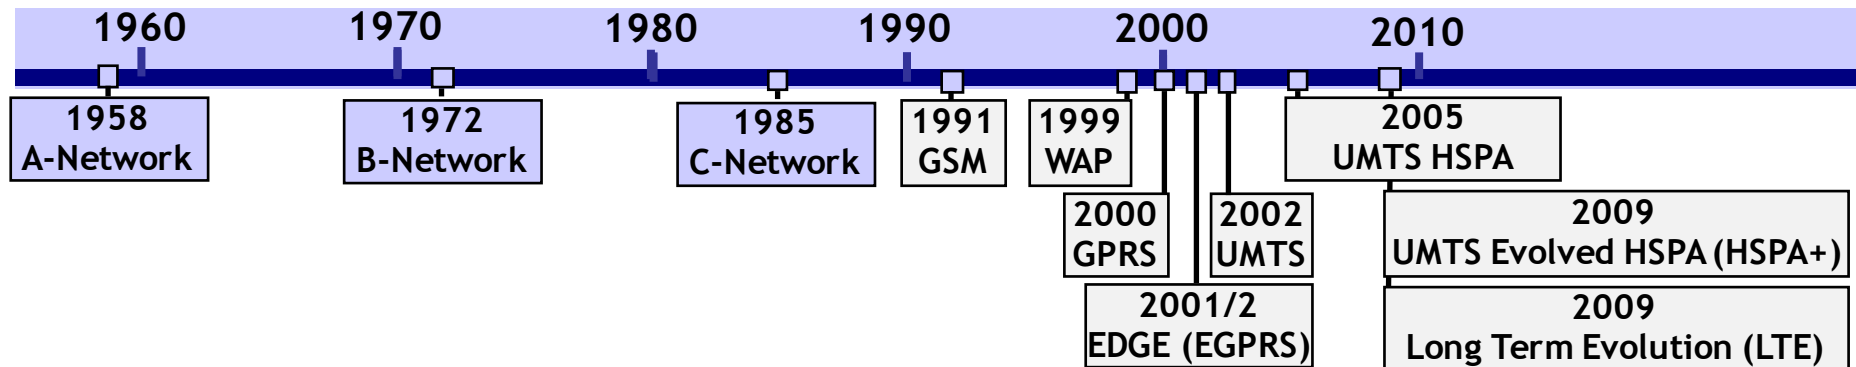 1960
1970
1980
1990
2000
2010
1958
A-Network
1972
B-Network
1985
C-Network
1991
GSM
1999
WAP
2005
UMTS HSPA
2000
GPRS
2002
UMTS
2009
UMTS Evolved HSPA (HSPA+)
2001/2
EDGE (EGPRS)
2009
Long Term Evolution (LTE)